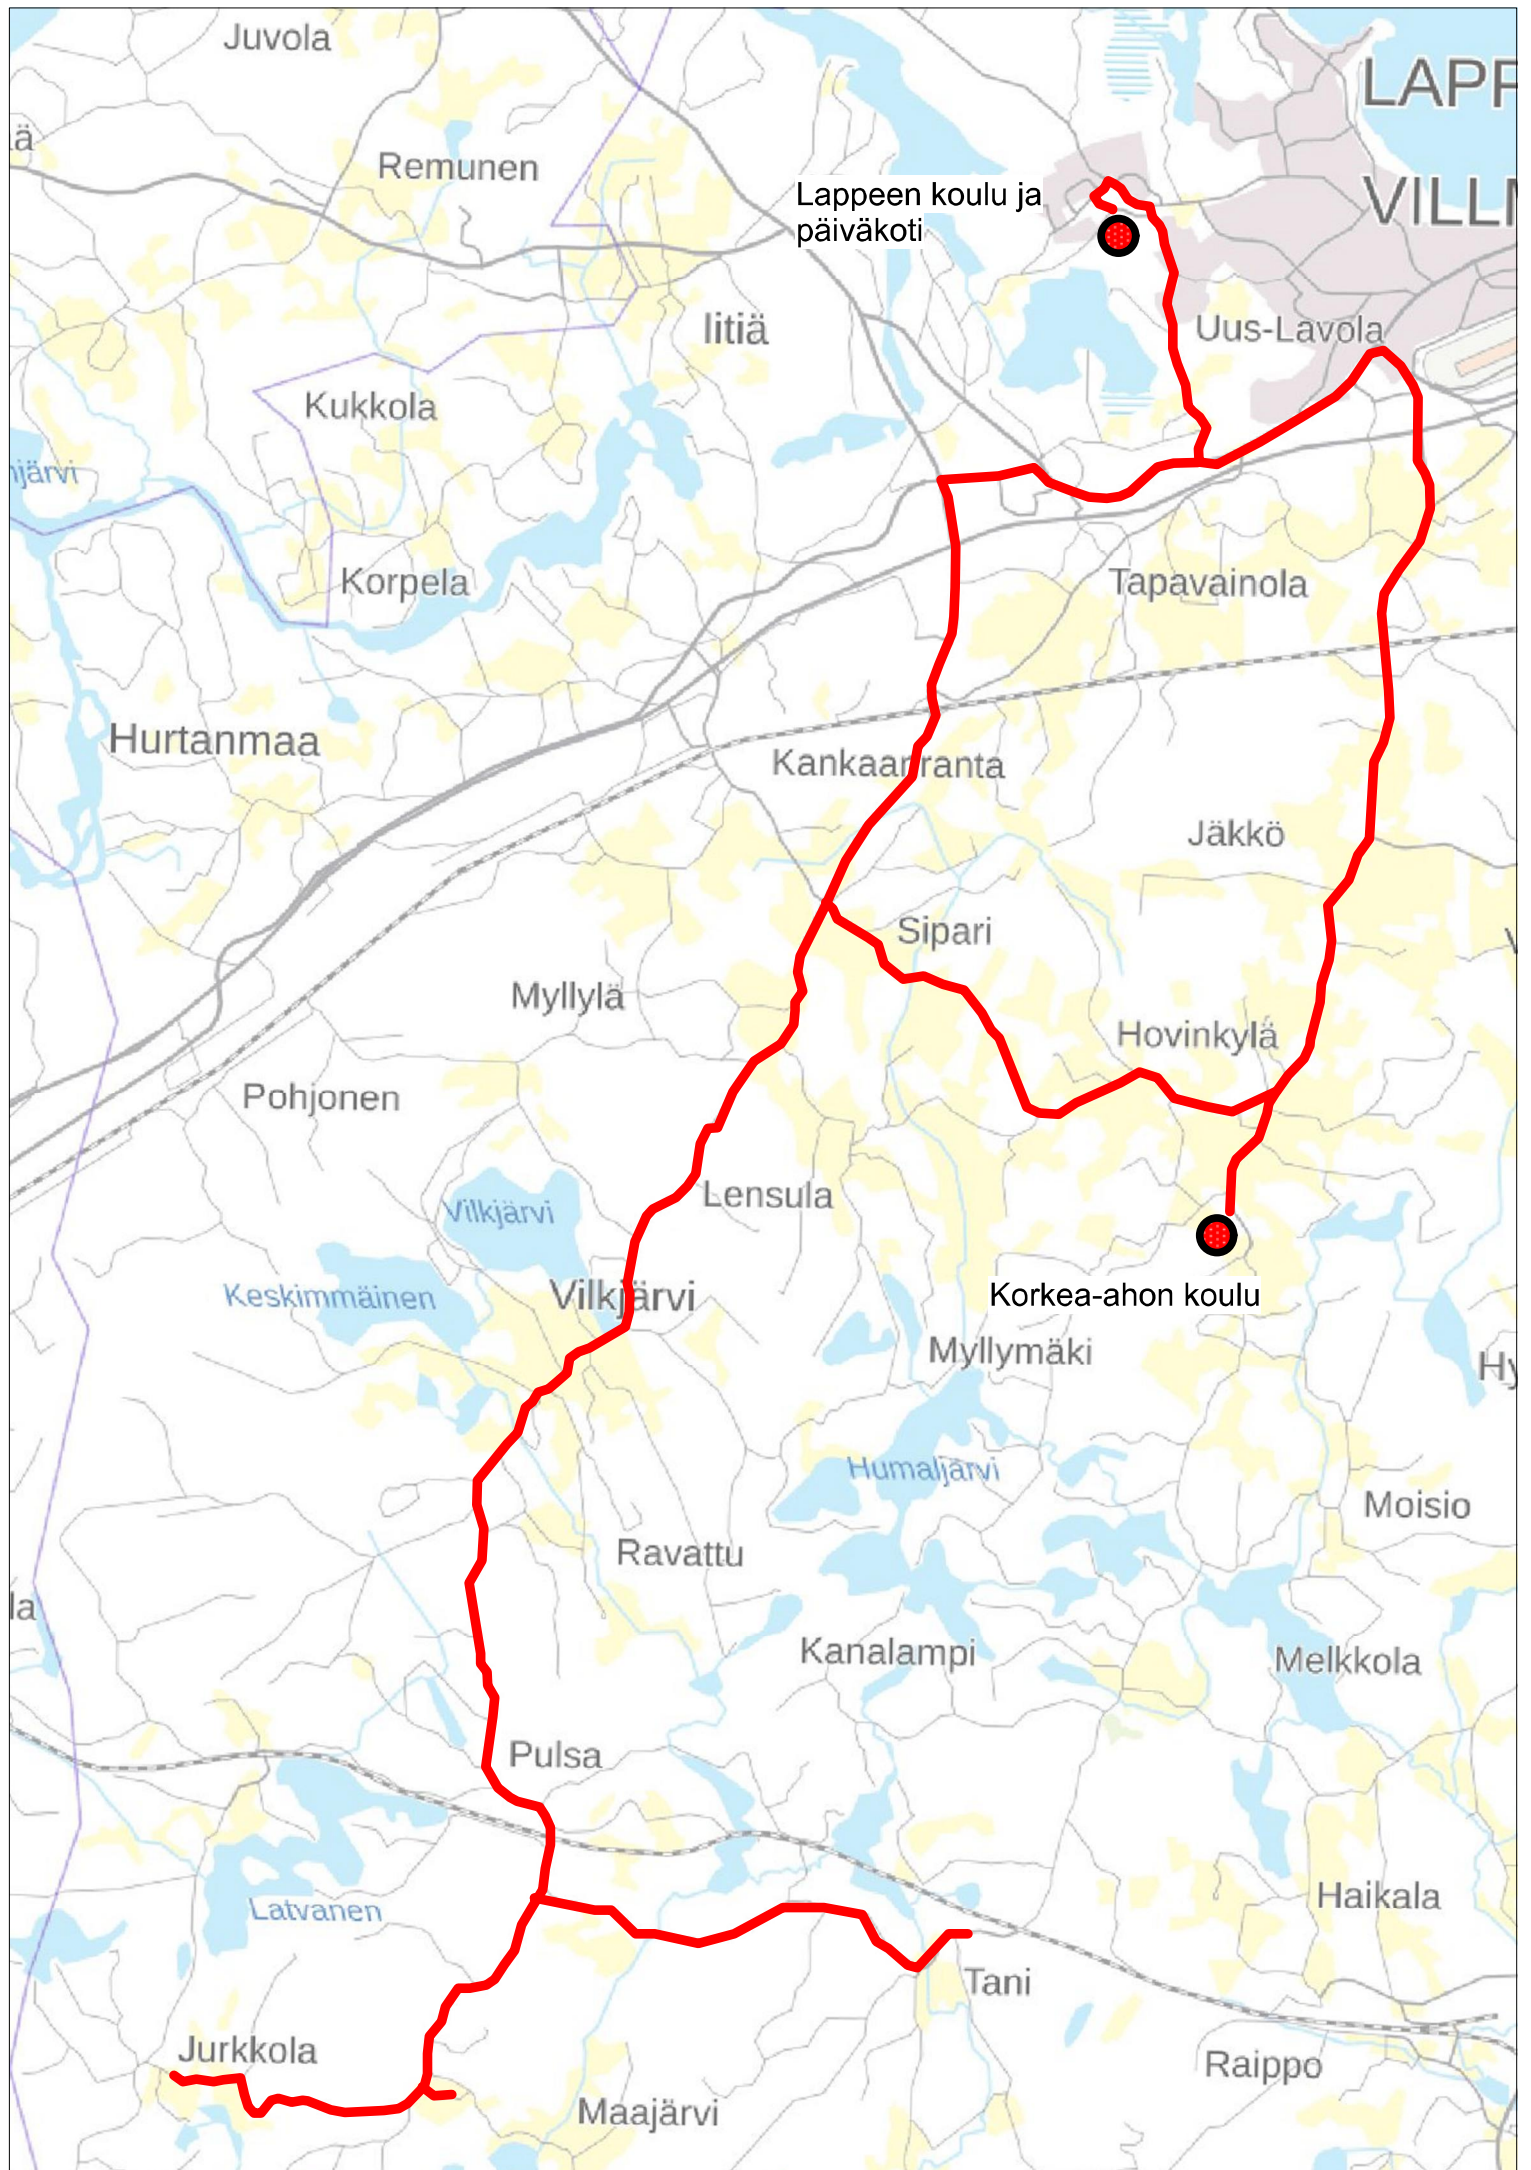 Juvola
LAPP
ä
Remunen
Lappeen koulu ja
päiväkoti
VILLM
Iitiä
Uus-Lavola
Kukkola
järvi
Korpela
Tapavainola
Hurtanmaa
Kankaanranta
Jäkkö
Sipari
Myllylä
Hovinkylä
Pohjonen
Lensula
Vilkjärvi
Keskimmäinen
Vilkjärvi
Korkea-ahon koulu
Myllymäki
Hy
Humaljärvi
Moisio
Ravattu
la
Kanalampi
Melkkola
Pulsa
Haikala
Latvanen
Tani
Jurkkola
Raippo
Maajärvi